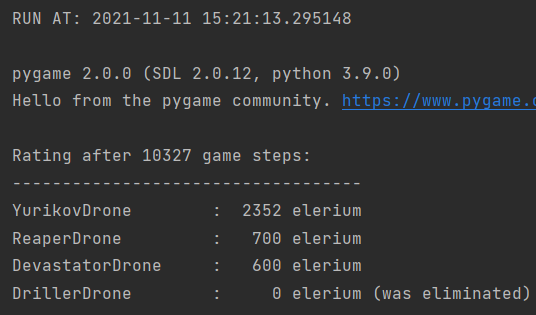 RUN AT: 2021-11-11 15:21:13.295148
pygame 2.0.0 (SDL 2.0.12, python 3.9.0)
Hello from the pygame community. https://www.pygame.
Rating after 10327 game steps:
-----------------------------------
YurikovDrone        :  2352 elerium
ReaperDrone         :   700 elerium
DevastatorDrone     :   600 elerium
DrillerDrone        :     0 elerium (was eliminated)